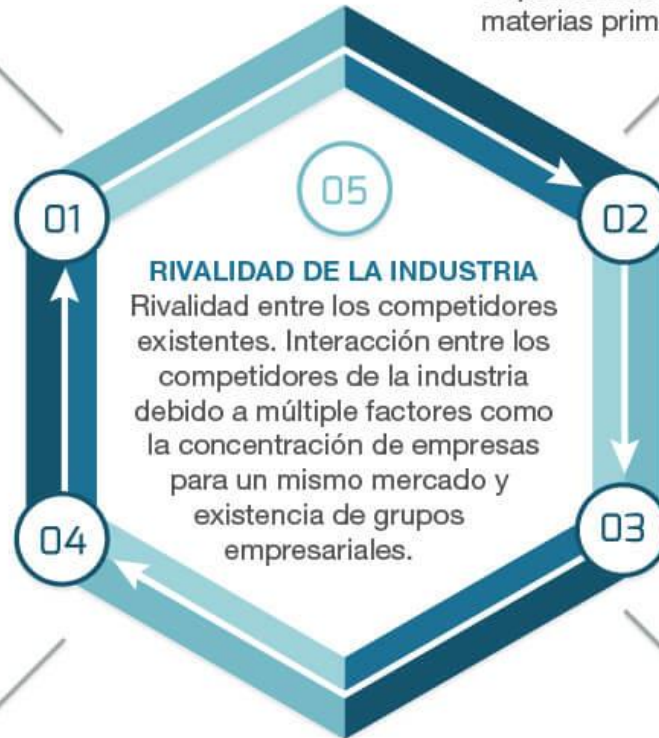 materias prim
01
05
02
RIVALIDAD DE LA INDUSTRIA
Rivalidad entre los competidores
existentes. Interacción entre los
competidores de la industria
debido a múltiple factores como
la concentración de empresas
para un mismo mercado y
existencia de grupos
empresariales.
04
03